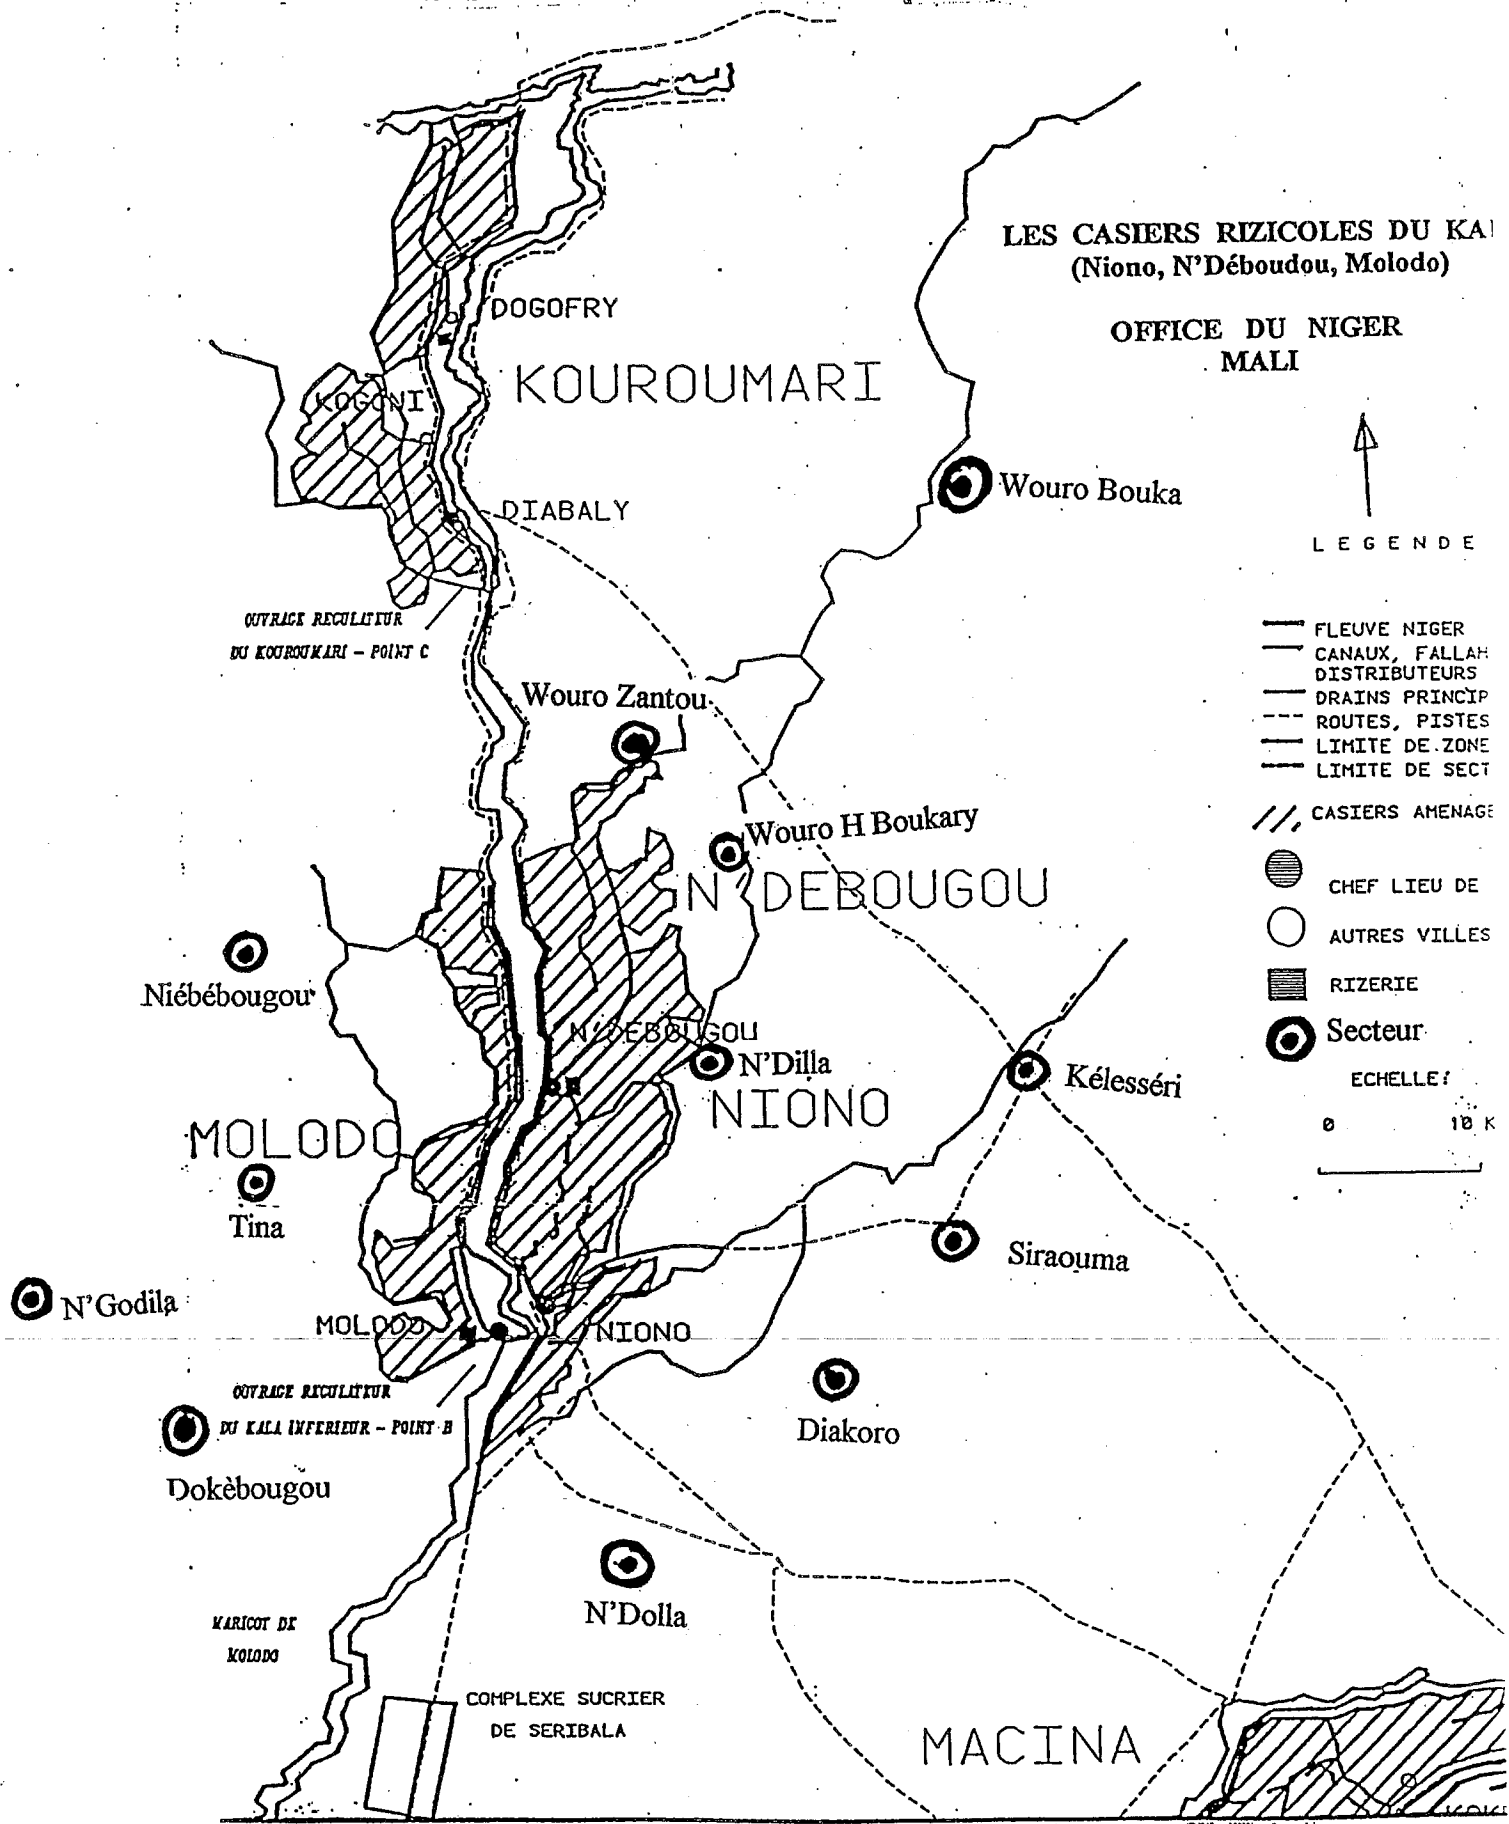 LES CASIERS RIZICOLES DU KA
(Niono, N'Déboudou, Molodo)
OFFICE DU NIGER
MALI
DOGOFRY
KOUROUMARI
KOGONI
Wouro Bouka
DIABALY
LEGENDE
OUVRAGE REGULATEUR
DU KOUROUMARI - POINT C
FLEUVE NIGER
CANAUX, FALLAH
DISTRIBUTEURS
DRAINS PRINCIP
ROUTES, PISTES
LIMITE DE ZONE
LIMITE DE SECT
CASIERS AMENAGE
CHEF LIEU DE
AUTRES VILLES
RIZERIE
Secteur
ECHELLE:
0 10 K
Wouro Zantou
Wouro H Boukary
N'DEBOUGOU
Niébébougou
N'DEBOUGOU
N'Dilla
Kélesséri
NIONO
MOLODO
Tina
Siraouma
N'Godila
MOLODO
NIONO
OUVRAGE REGULATEUR
DU KALA INFERIEUR - POINT B
Diakoro
Dokèbougou
N'Dolla
MARIGOT DE
MOLODO
COMPLEXE SUCRIER
DE SERIBALA
MACINA